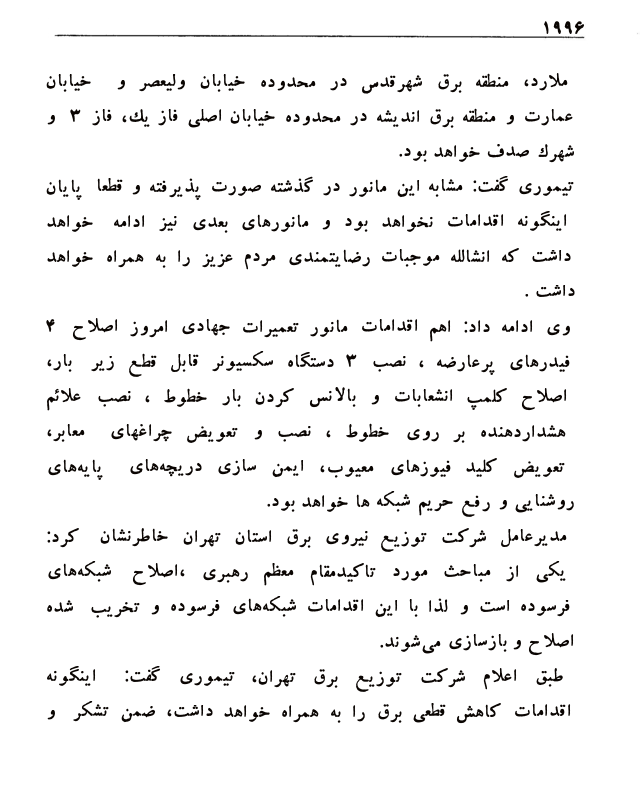 ۱۹۹۶
ملارد، منطقه برق شهرقدس در محدوده خیابان ولیعصر و خیابان
عمارت و منطقه برق اندیشه در محدوده خیابان اصلی فاز یك، فاز ۳ و
شهرك صدف خواهد بود.
تیموری گفت: مشابه این مانور در گذشته صورت پذیرفته و قطعا پایان
اینگونه اقدامات نخواهد بود و مانورهای بعدی نیز ادامه خواهد
داشت که انشالله موجبات رضایتمندی مردم عزیز را به همراه خواهد
داشت .
وی ادامه داد: اهم اقدامات مانور تعمیرات جهادی امروز اصلاح ۴
فیدرهای پرعارضه ، نصب ۳ دستگاه سکسیونر قابل قطع زیر بار،
اصلاح کلمپ انشعابات و بالانس کردن بار خطوط ، نصب علائم
هشداردهنده بر روی خطوط ، نصب و تعویض چراغهای معابر،
تعویض کلید فیوزهای معیوب، ایمن سازی دریچه‌های پایه‌های
روشنایی و رفع حریم شبکه ها خواهد بود.
مدیرعامل شرکت توزیع نیروی برق استان تهران خاطرنشان کرد:
یکی از مباحث مورد تاکیدمقام معظم رهبری ،اصلاح شبکه‌های
فرسوده است و لذا با این اقدامات شبکه‌های فرسوده و تخریب شده
اصلاح و بازسازی می‌شوند.
طبق اعلام شرکت توزیع برق تهران، تیموری گفت: اینگونه
اقدامات کاهش قطعی برق را به همراه خواهد داشت، ضمن تشکر و